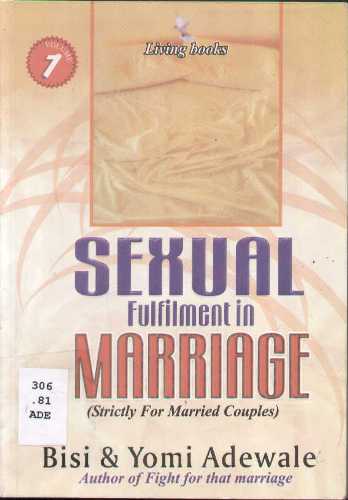 Living books
VOLUME
1
SEXUAL
Fulfilment in
MARRIAGE
(Strictly For Married Couples)
306
.81
ADE
Bisi & Yomi Adewale
Author of Fight for that marriage